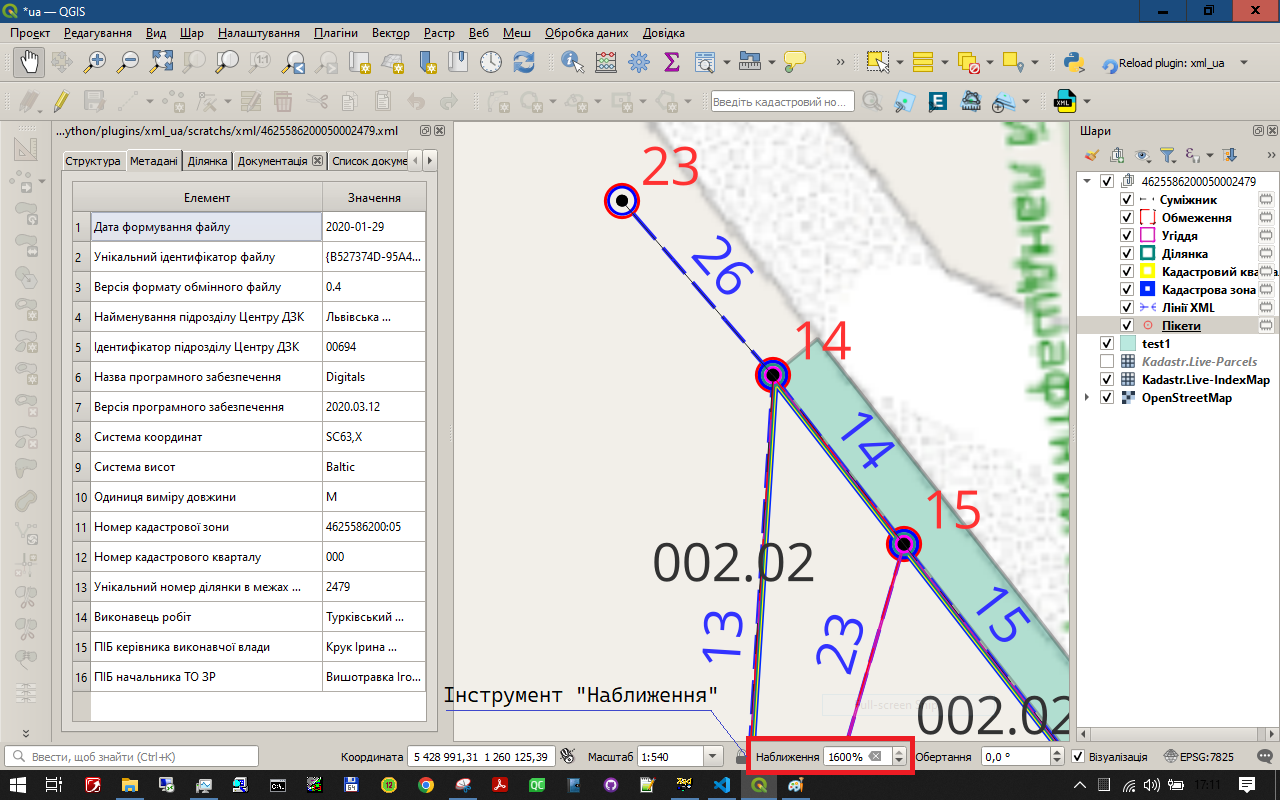 *ua — QGIS
Проєкт Редагування Вид Шар Налаштування Плагіни Вектор Растр Веб Меш Обробка даних Довідка
Reload plugin: xml_ua
Введіть кадастровий но...
XML
...ython/plugins/xml_ua/scratchs/xml/4625586200050002479.xml
Структура Метадані Ділянка Документація Список докуме
Елемент Значення
1 Дата формування файлу 2020-01-29
2 Унікальний ідентифікатор файлу {B527374D-95A4...
3 Версія формату обмінного файлу 0.4
4 Найменування підрозділу Центру ДЗК Львівська ...
5 Ідентифікатор підрозділу Центру ДЗК 00694
6 Назва програмного забезпечення Digitals
7 Версія програмного забезпечення 2020.03.12
8 Система координат SC63,X
9 Система висот Baltic
10 Одиниця виміру довжини М
11 Номер кадастрової зони 4625586200:05
12 Номер кадастрового кварталу 000
13 Унікальний номер ділянки в межах ... 2479
14 Виконавець робіт Турківський ...
15 ПІБ керівника виконавчої влади Крук Ірина ...
16 ПІБ начальника ТО ЗР Вишотравка Іго...
23
26
14
14
15
15
002.02
13
23
002.02
й ландшафтн
Full-screen Snip
Інструмент "Наближення"
Шари
4625586200050002479
Суміжник
Обмеження
Угіддя
Ділянка
Кадастровий ква
Кадастрова зона
Лінії XML
Пікети
test1
Kadastr.Live-Parcels
Kadastr.Live-IndexMap
OpenStreetMap
Ввести, щоб знайти (Ctrl+K)
Координата 5 428 991,31 1 260 125,39
Масштаб 1:540
Наближення 1600%
Обертання 0,0 °
Візуалізація
EPSG:7825
17:11